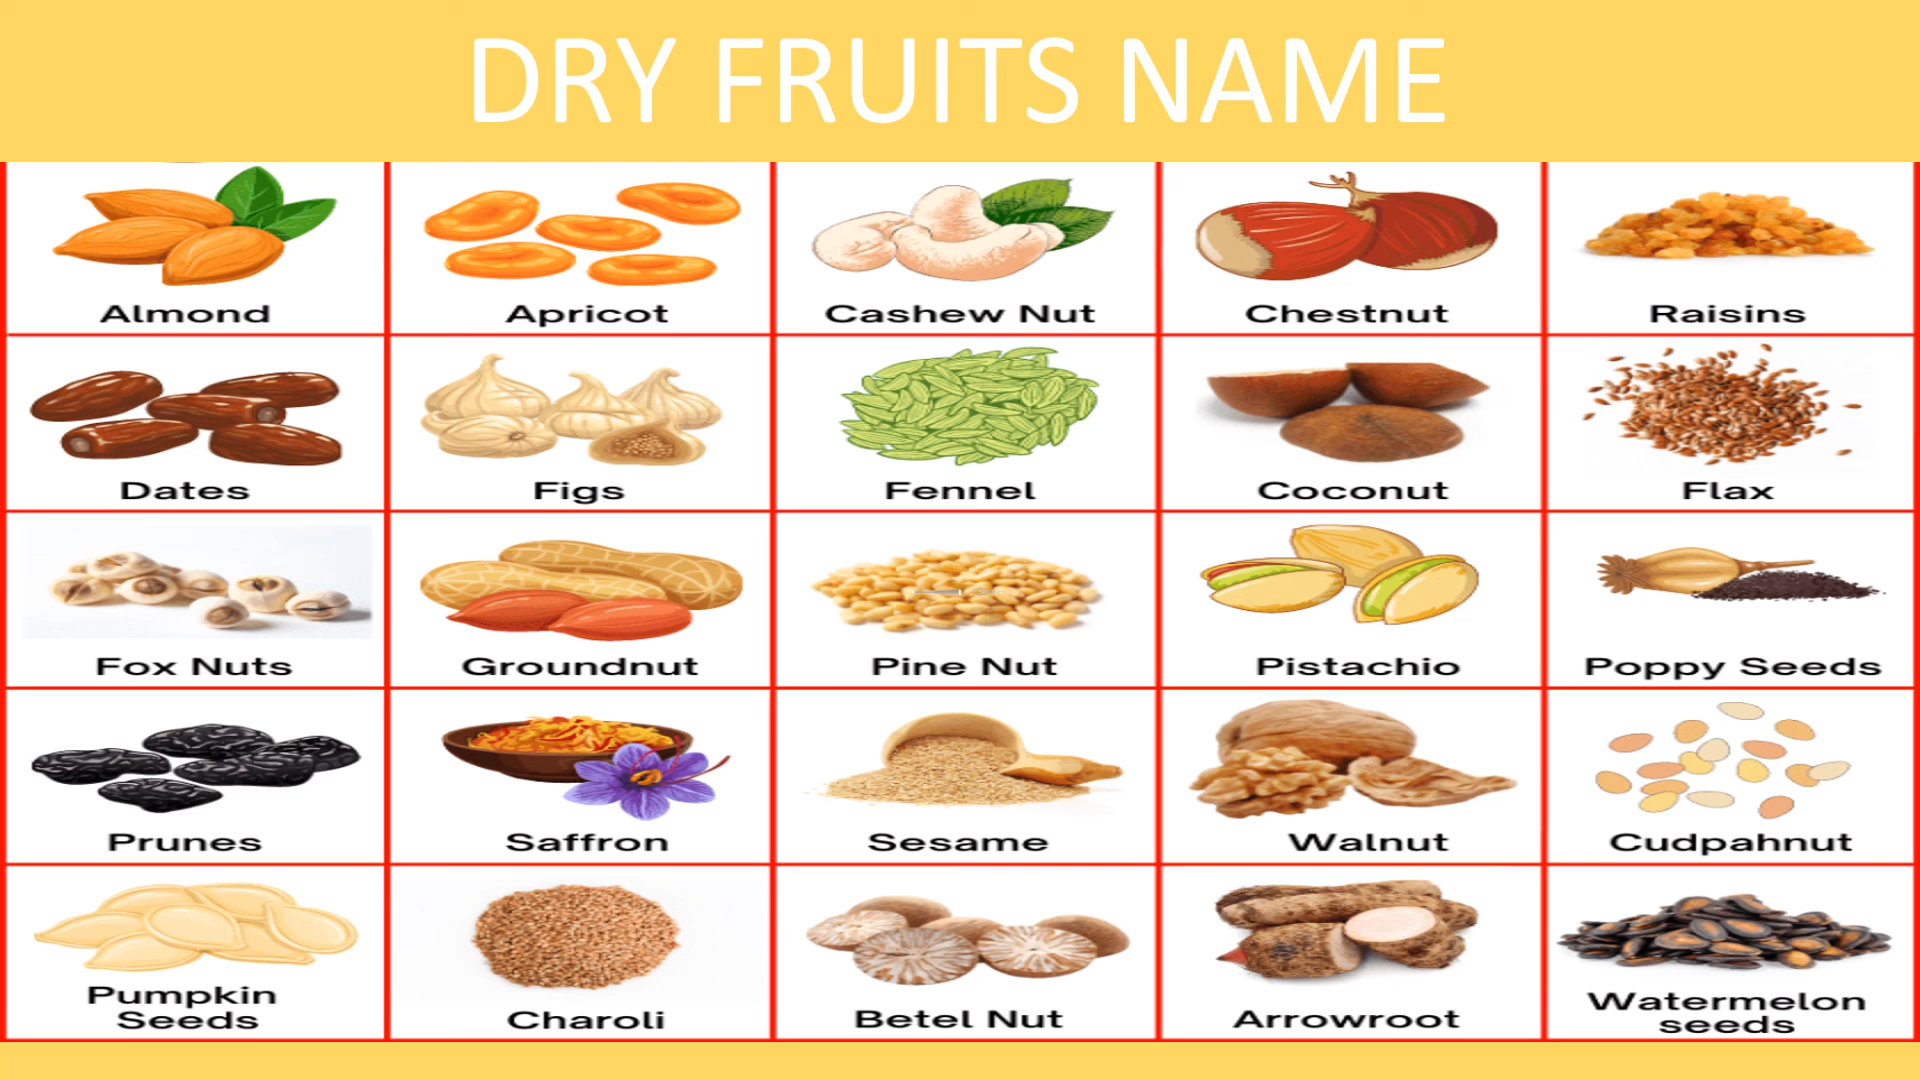 DRY FRUITS NAME
Almond
Apricot
Cashew Nut
Chestnut
Raisins
Dates
Figs
Fennel
Coconut
Flax
Fox Nuts
Groundnut
Pine Nut
Pistachio
Poppy Seeds
Prunes
Saffron
Sesame
Walnut
Cudpahnut
Pumpkin
Seeds
Charoli
Betel Nut
Arrowroot
Watermelon
seeds